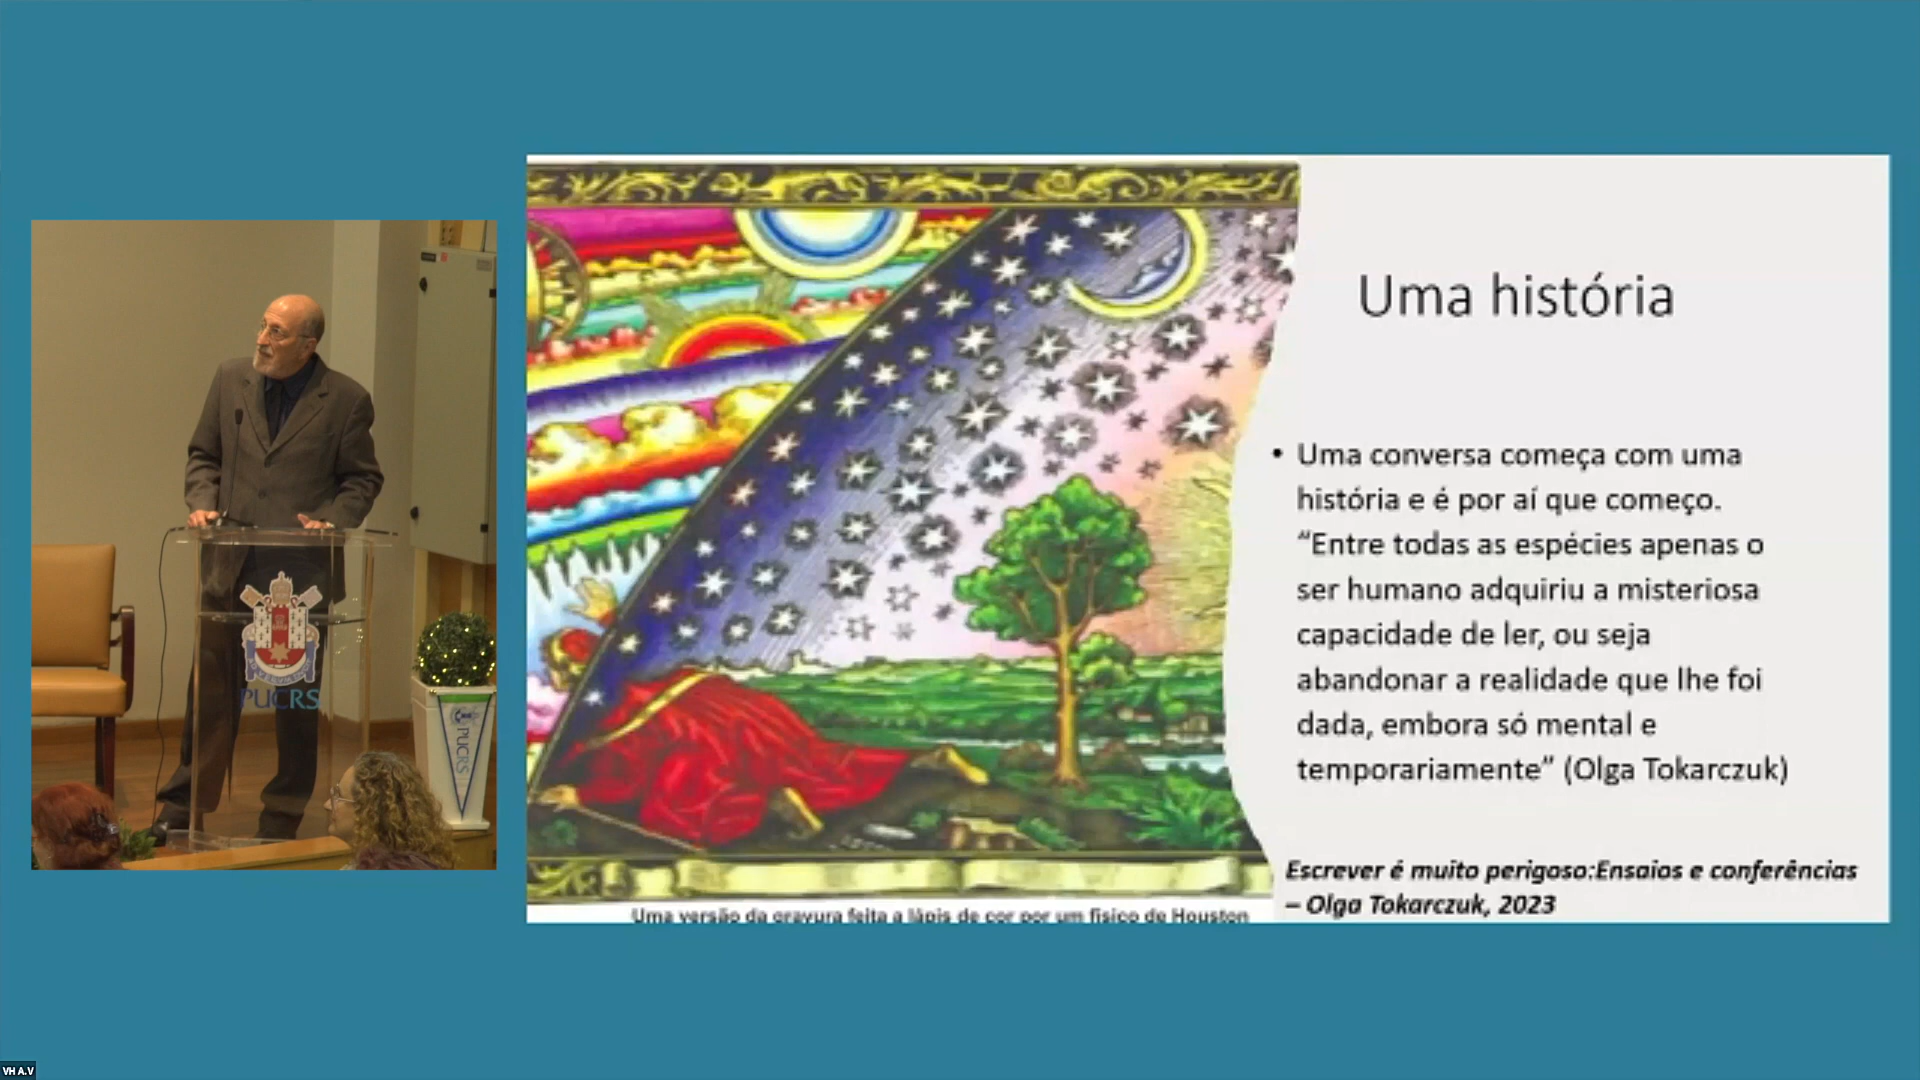 Uma história
• Uma conversa começa com uma
história e é por aí que começo.
“Entre todas as espécies apenas o
ser humano adquiriu a misteriosa
capacidade de ler, ou seja
abandonar a realidade que lhe foi
dada, embora só mental e
temporariamente” (Olga Tokarczuk)
Escrever é muito perigoso:Ensaios e conferências
– Olga Tokarczuk, 2023
Uma versão da gravura feita a lápis de cor por um físico de Houston
PUCRS
PUCRS
VH A.V